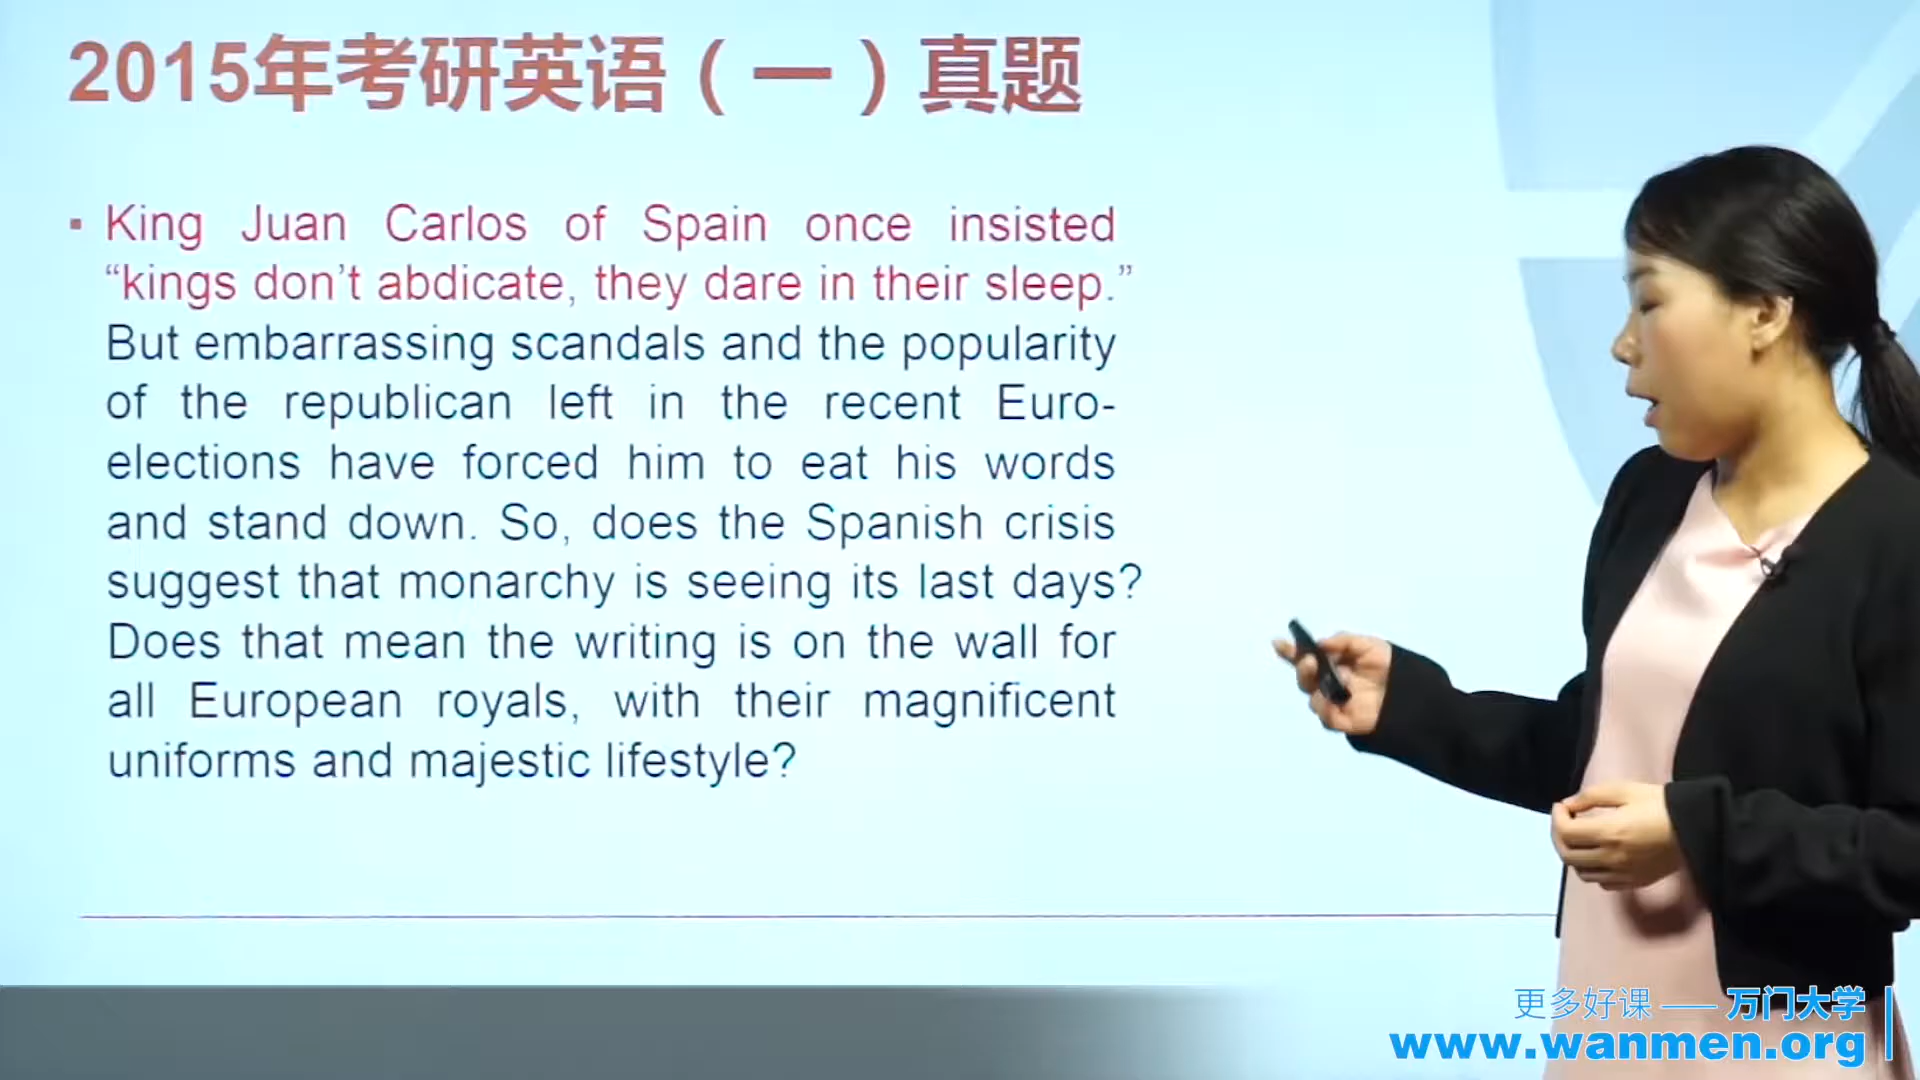 2015年考研英语（一）真题
▪ King Juan Carlos of Spain once insisted
“kings don’t abdicate, they dare in their sleep.”
But embarrassing scandals and the popularity
of the republican left in the recent Euro-
elections have forced him to eat his words
and stand down. So, does the Spanish crisis
suggest that monarchy is seeing its last days?
Does that mean the writing is on the wall for
all European royals, with their magnificent
uniforms and majestic lifestyle?
更多好课 —— 万门大学
www.wanmen.org